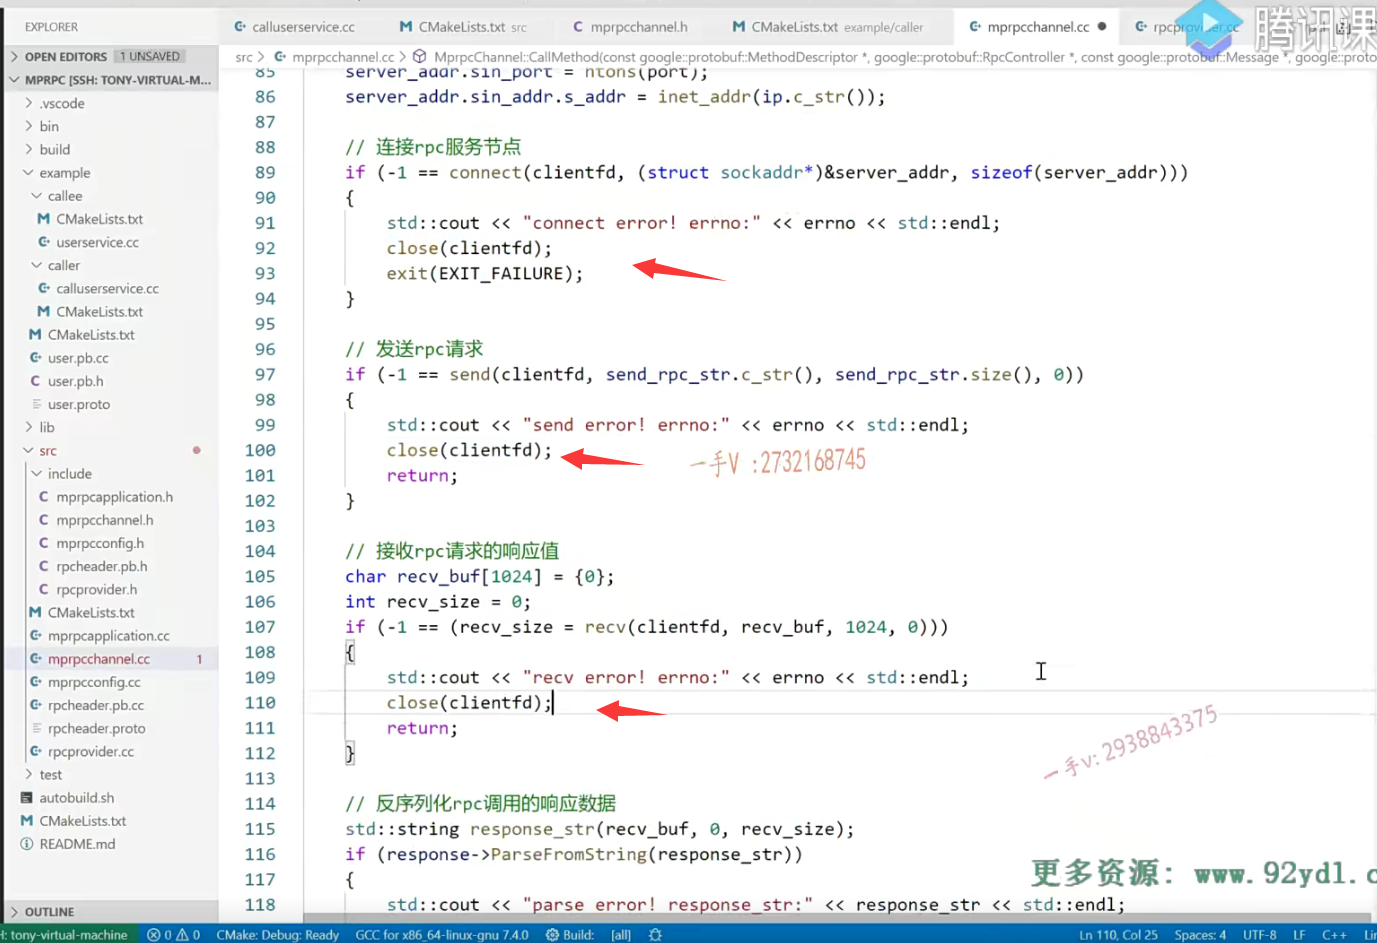 EXPLORER
calluserservice.cc
CMakeLists.txt src
mprpcchannel.h
CMakeLists.txt example/caller
mprpcchannel.cc
腾讯课
OPEN EDITORS 1 UNSAVED
src > mprpcchannel.cc > MprpcChannel::CallMethod(const google::protobuf::MethodDescriptor *, google::protobuf::RpcController *, const google::protobuf::Message *, google::proto
MPRPC [SSH: TONY-VIRTUAL-M...
.vscode
bin
build
example
callee
CMakeLists.txt
userservice.cc
caller
calluserservice.cc
CMakeLists.txt
CMakeLists.txt
user.pb.cc
user.pb.h
user.proto
lib
src
include
mprpcapplication.h
mprpcchannel.h
mprpcconfig.h
rpcheader.pb.h
rpcprovider.h
CMakeLists.txt
mprpcapplication.cc
mprpcchannel.cc 1
mprpcconfig.cc
rpcheader.pb.cc
rpcheader.proto
rpcprovider.cc
test
autobuild.sh
CMakeLists.txt
README.md
OUTLINE
85 server_addr.sin_port = htons(port);
86 server_addr.sin_addr.s_addr = inet_addr(ip.c_str());
87
88 // 连接rpc服务节点
89 if (-1 == connect(clientfd, (struct sockaddr*)&server_addr, sizeof(server_addr)))
90 {
91 std::cout << "connect error! errno:" << errno << std::endl;
92 close(clientfd);
93 exit(EXIT_FAILURE);
94 }
95
96 // 发送rpc请求
97 if (-1 == send(clientfd, send_rpc_str.c_str(), send_rpc_str.size(), 0))
98 {
99 std::cout << "send error! errno:" << errno << std::endl;
100 close(clientfd);
一手V :2732168745
101 return;
102 }
103
104 // 接收rpc请求的响应值
105 char recv_buf[1024] = {0};
106 int recv_size = 0;
107 if (-1 == (recv_size = recv(clientfd, recv_buf, 1024, 0)))
108 {
109 std::cout << "recv error! errno:" << errno << std::endl;
110 close(clientfd);
111 return;
112 }
一手v:2938843375
113
114 // 反序列化rpc调用的响应数据
115 std::string response_str(recv_buf, 0, recv_size);
116 if (response->ParseFromString(response_str))
117 {
更多资源: www.92ydl.c
118 std::cout << "parse error! response_str:" << response_str << std::endl;
H: tony-virtual-machine 0 0 CMake: Debug: Ready GCC for x86_64-linux-gnu 7.4.0 Build: [all] Ln 110, Col 25 Spaces: 4 UTF-8 LF C++ Lin